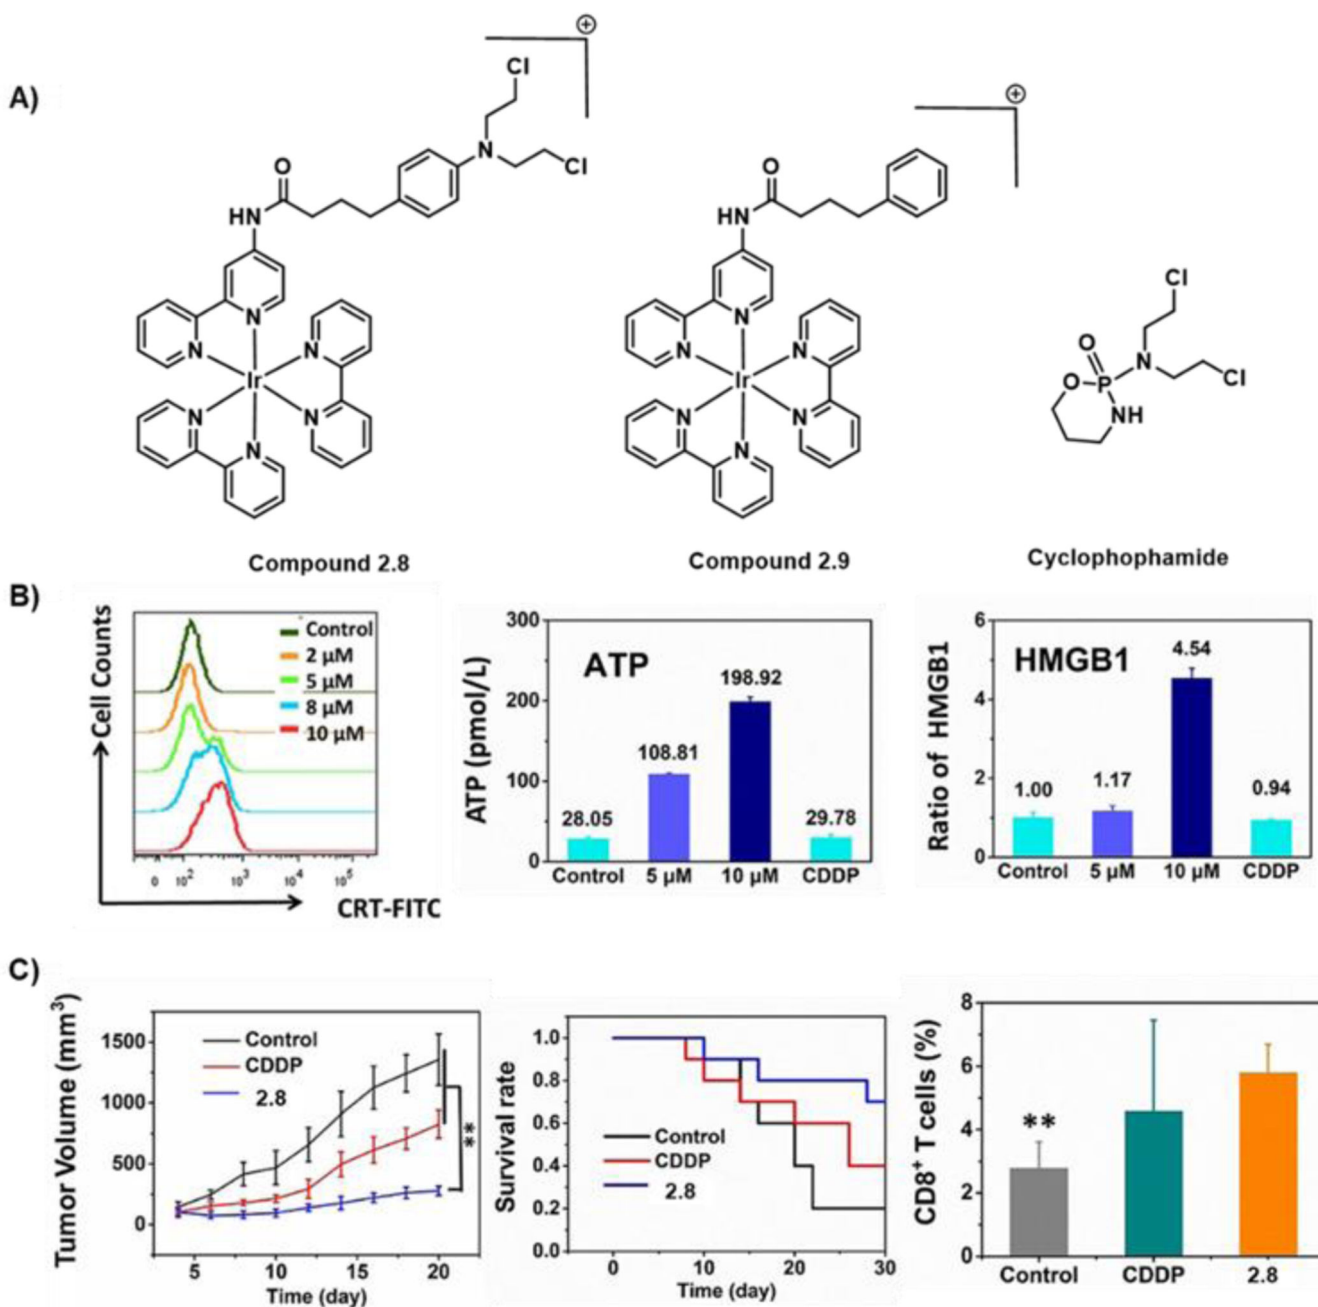 A)
⊕
Cl
N
Cl
O
HN
N
N
N
Ir
N
N
N
Compound 2.8
⊕
O
HN
N
N
N
Ir
N
N
N
Compound 2.9
Cl
O
N
O
P
Cl
NH
Cyclophophamide
B)
Cell Counts
Control
2 µM
5 µM
8 µM
10 µM
0 10² 10³ 10⁴ 10⁵
CRT-FITC
ATP (pmol/L)
300
200
100
0
ATP
28.05
108.81
198.92
29.78
Control 5 µM 10 µM CDDP
Ratio of HMGB1
6
4
2
0
HMGB1
1.00
1.17
4.54
0.94
Control 5 µM 10 µM CDDP
C)
Tumor Volume (mm³)
1500
1000
500
0
Control
CDDP
2.8
**
5 10 15 20
Time (day)
Survival rate
1.0
0.8
0.6
0.4
0.2
0.0
Control
CDDP
2.8
0 10 20 30
Time (day)
CD8⁺ T cells (%)
8
6
4
2
0
**
Control CDDP 2.8